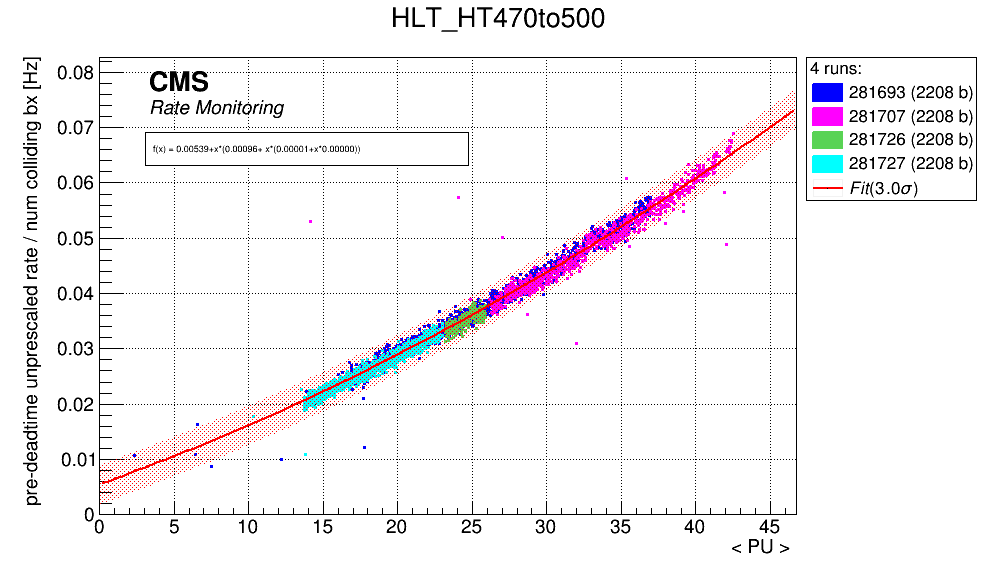 HLT_HT470to500
pre-deadtime unprescaled rate / num colliding bx [Hz]
0.08
0.07
0.06
0.05
0.04
0.03
0.02
0.01
0
CMS
Rate Monitoring
f(x) = 0.00539+x*(0.00096+ x*(0.00001+x*0.00000))
0 5 10 15 20 25 30 35 40 45
< PU >
4 runs:
281693 (2208 b)
281707 (2208 b)
281726 (2208 b)
281727 (2208 b)
Fit(3.0σ)